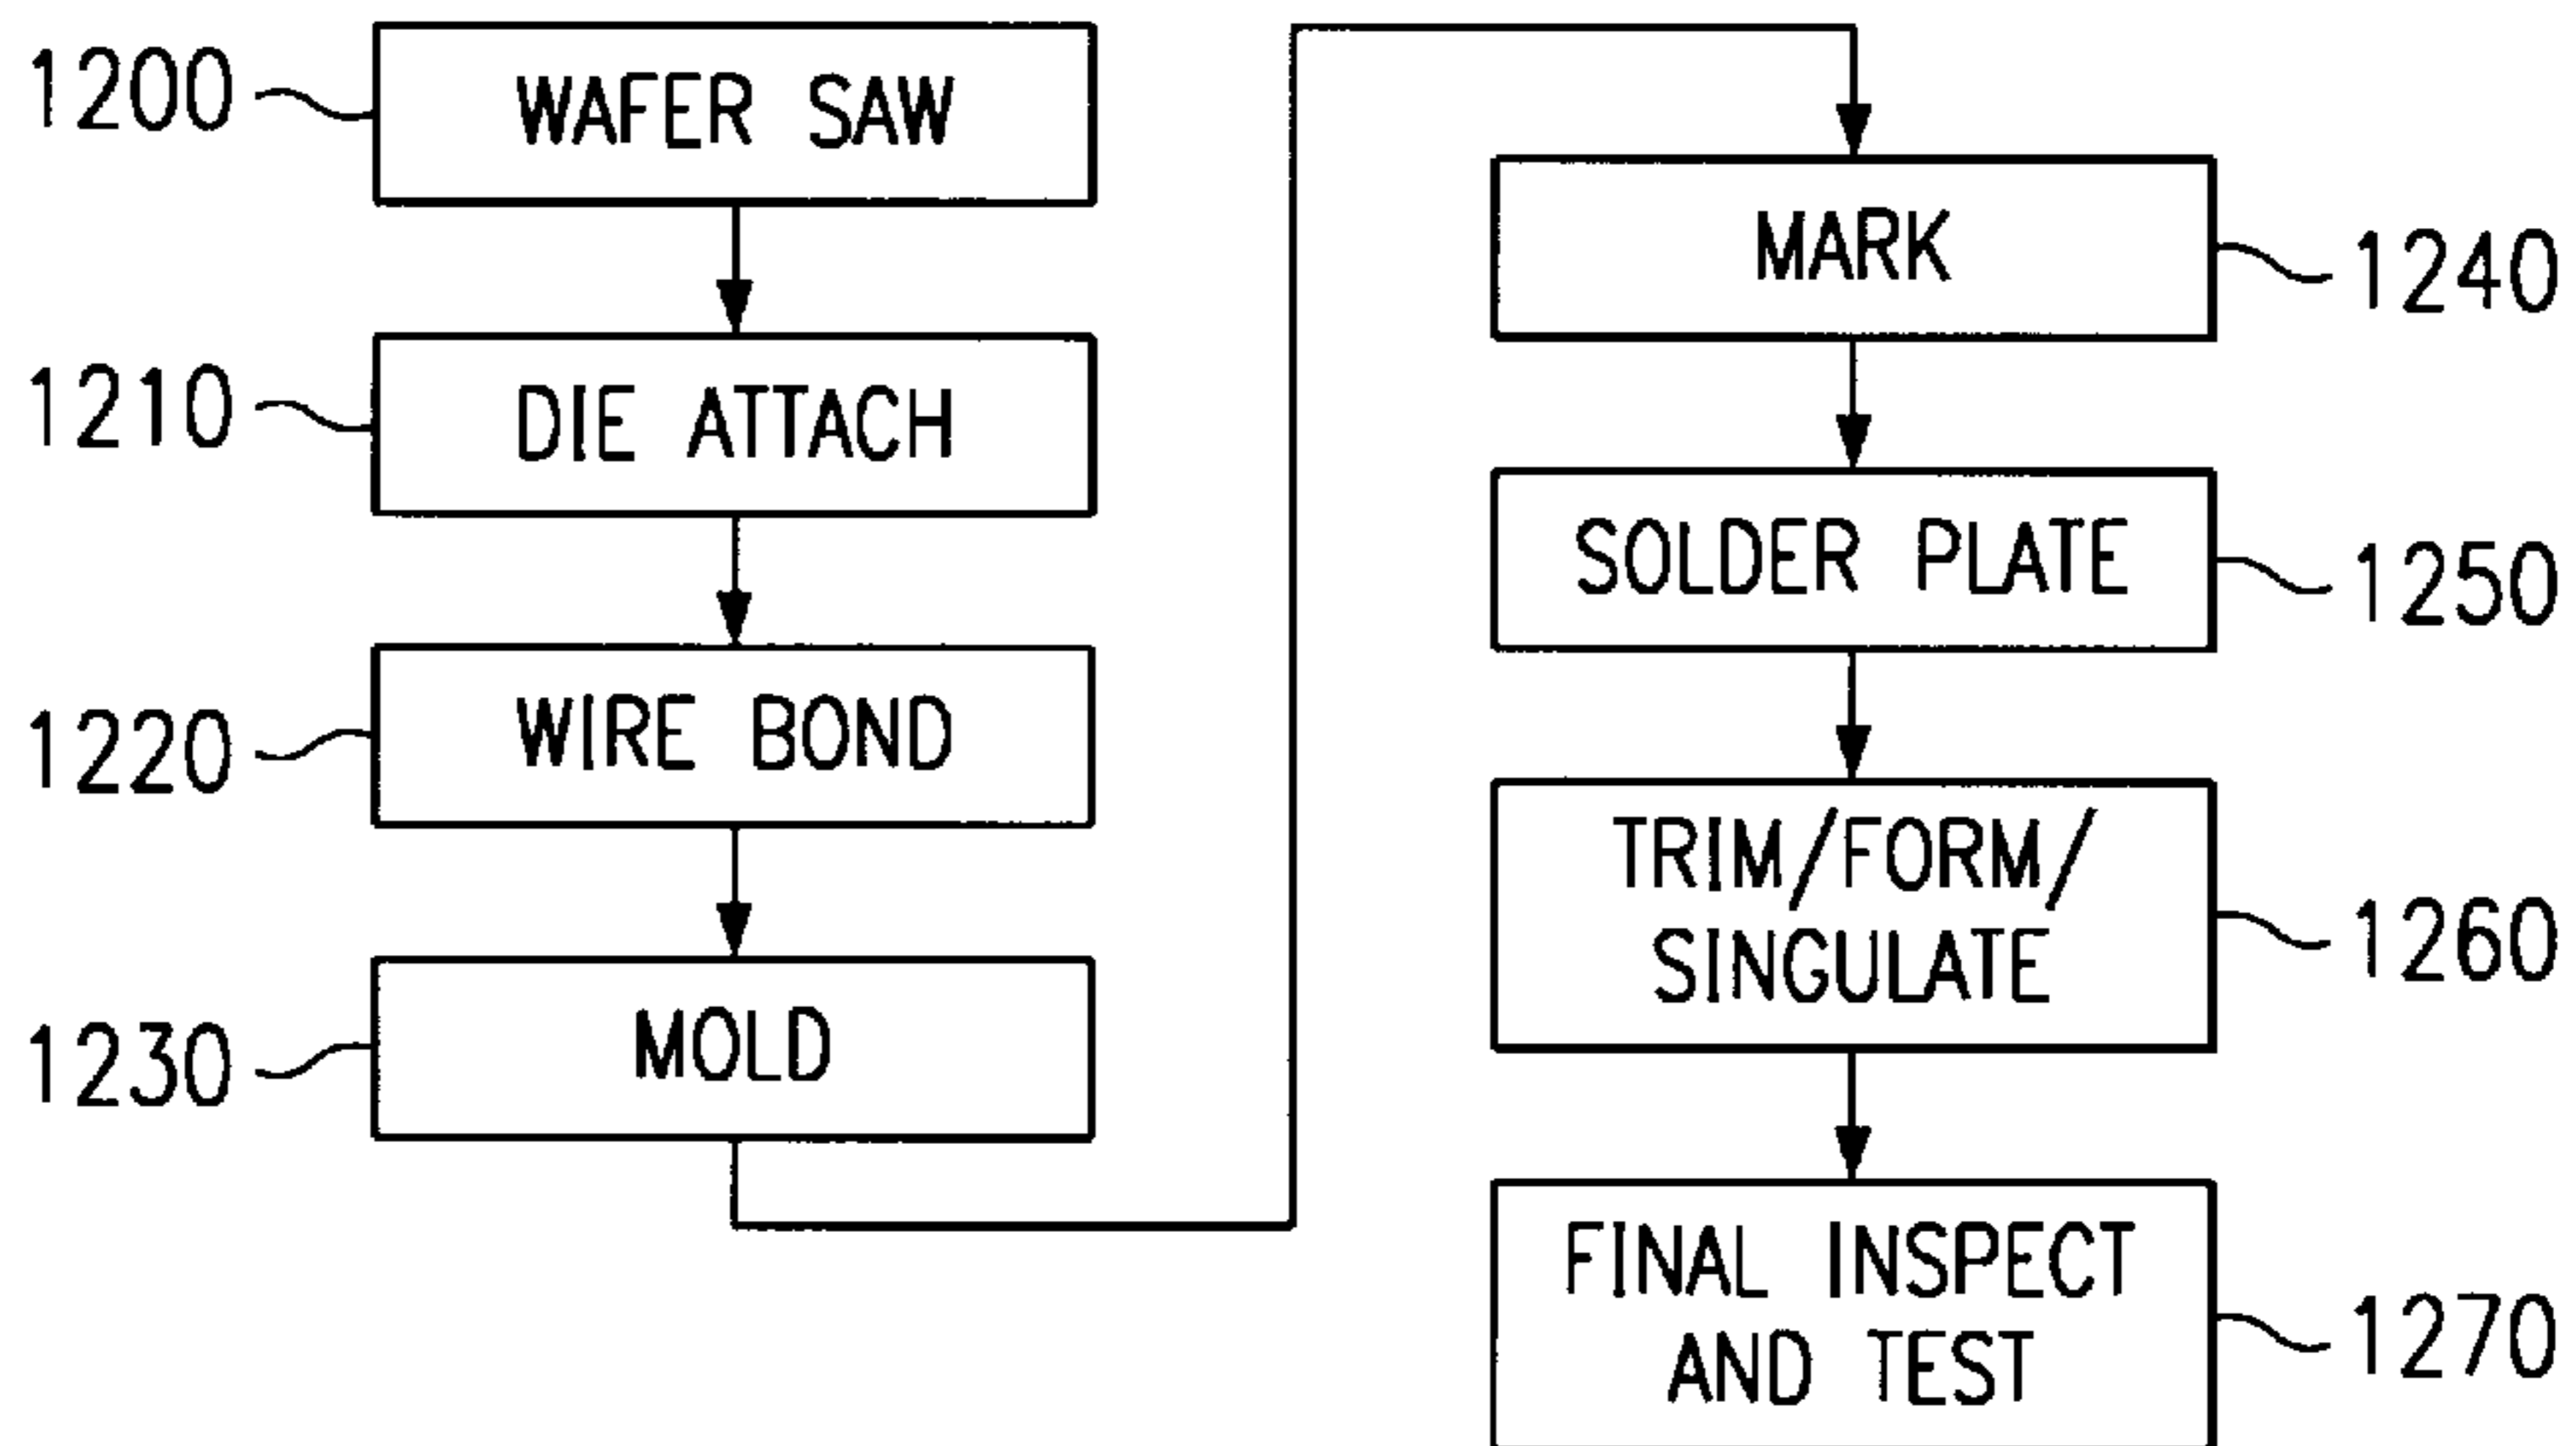 1200
WAFER SAW
1210
DIE ATTACH
1220
WIRE BOND
1230
MOLD
MARK
1240
SOLDER PLATE
1250
TRIM/FORM/
SINGULATE
1260
FINAL INSPECT
AND TEST
1270